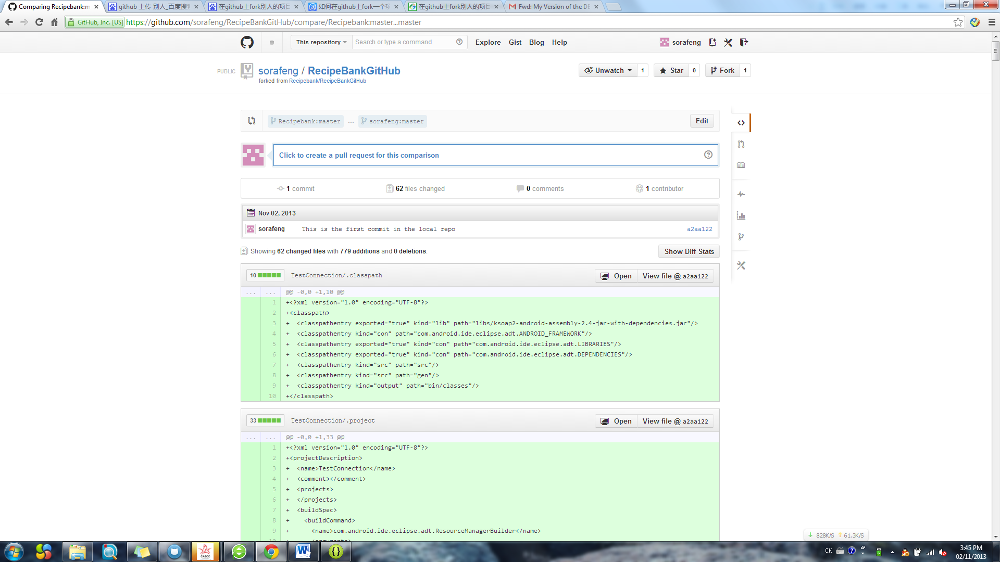 Comparing Recipebank:m
github 上传 别人_百度搜
在github上fork别人的项目
如何在github上fork一个项
在github上fork别人的项目
Fwd: My Version of the DE
GitHub, Inc. [US] https://github.com/sorafeng/RecipeBankGitHub/compare/Recipebank:master...master
This repository Search or type a command Explore Gist Blog Help sorafeng
PUBLIC sorafeng / RecipeBankGitHub Unwatch 1 Star 0 Fork 1
forked from Recipebank/RecipeBankGitHub
Recipebank:master ... sorafeng:master Edit
Click to create a pull request for this comparison
1 commit 62 files changed 0 comments 1 contributor
Nov 02, 2013
sorafeng This is the first commit in the local repo a2aa122
Showing 62 changed files with 779 additions and 0 deletions. Show Diff Stats
10 TestConnection/.classpath Open View file @ a2aa122
... ... @@ -0,0 +1,10 @@
1 +<?xml version="1.0" encoding="UTF-8"?>
2 +<classpath>
3 + <classpathentry exported="true" kind="lib" path="libs/ksoap2-android-assembly-2.4-jar-with-dependencies.jar"/>
4 + <classpathentry kind="con" path="com.android.ide.eclipse.adt.ANDROID_FRAMEWORK"/>
5 + <classpathentry exported="true" kind="con" path="com.android.ide.eclipse.adt.LIBRARIES"/>
6 + <classpathentry exported="true" kind="con" path="com.android.ide.eclipse.adt.DEPENDENCIES"/>
7 + <classpathentry kind="src" path="src"/>
8 + <classpathentry kind="src" path="gen"/>
9 + <classpathentry kind="output" path="bin/classes"/>
10 +</classpath>
33 TestConnection/.project Open View file @ a2aa122
... ... @@ -0,0 +1,33 @@
1 +<?xml version="1.0" encoding="UTF-8"?>
2 +<projectDescription>
3 + <name>TestConnection</name>
4 + <comment></comment>
5 + <projects>
6 + </projects>
7 + <buildSpec>
8 + <buildCommand>
9 + <name>com.android.ide.eclipse.adt.ResourceManagerBuilder</name>
828K/S 61.3K/S
CASCC
CH
3:45 PM
02/11/2013